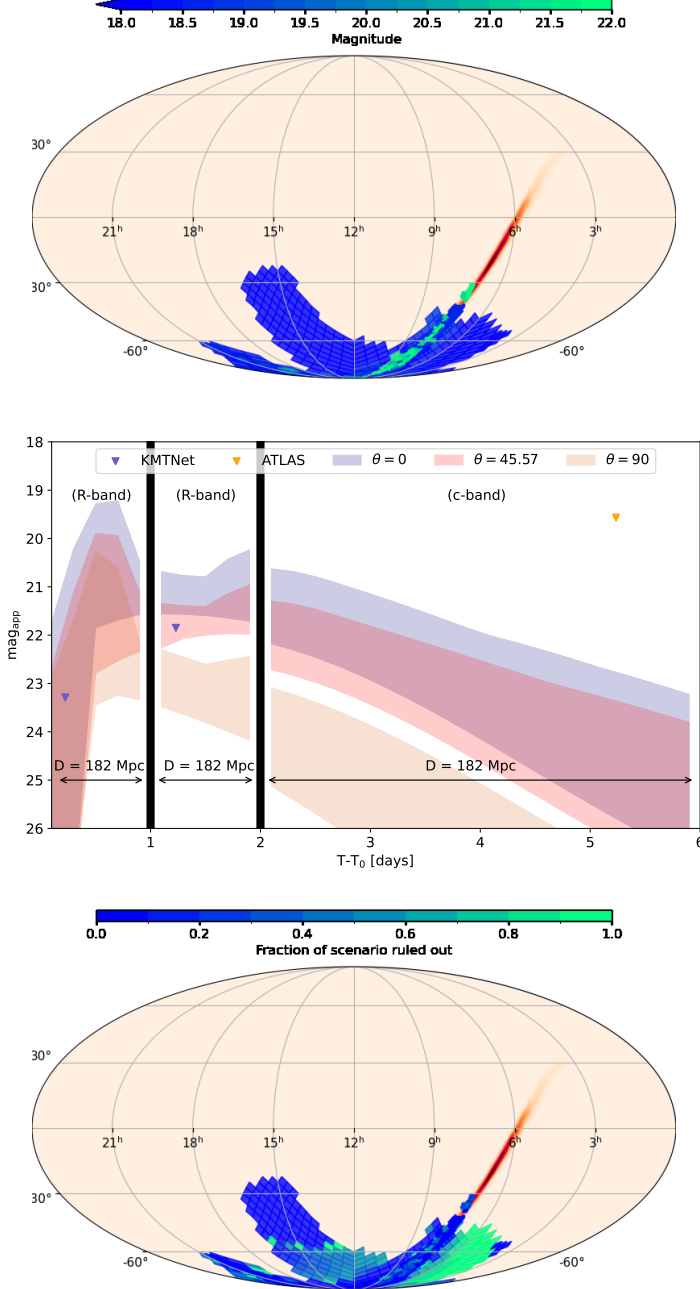 18.0 18.5 19.0 19.5 20.0 20.5 21.0 21.5 22.0
Magnitude
30°
21h 18h 15h 12h 9h 6h 3h
30°
-60° -60°
18
KMTNet ATLAS θ = 0 θ = 45.57 θ = 90
19
(R-band) (R-band) (c-band)
20
21
22
23
24
D = 182 Mpc D = 182 Mpc D = 182 Mpc
25
26
magapp
1 2 3 4 5 6
T-T0 [days]
0.0 0.2 0.4 0.6 0.8 1.0
Fraction of scenario ruled out
30°
21h 18h 15h 12h 9h 6h 3h
30°
-60° -60°